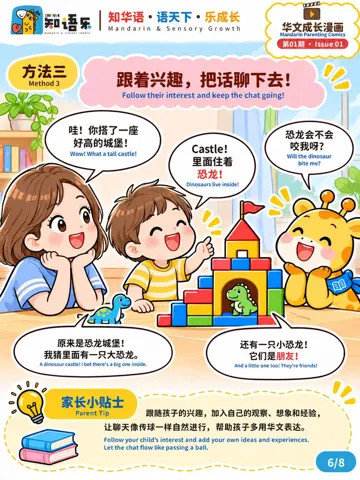 知语乐
知华语·语天下·乐成长
Mandarin & Sensory Growth
华文成长漫画
Mandarin Parenting Comics
第01期 · Issue 01
方法三
Method 3
跟着兴趣，把话聊下去！
Follow their interest and keep the chat going!
哇！你搭了一座
好高的城堡！
Wow! What a tall castle!
Castle!
里面住着
恐龙！
Dinosaurs live inside!
恐龙会不会
咬我呀？
Will the dinosaur
bite me?
原来是恐龙城堡！
我猜里面有一只大恐龙。
A dinosaur castle! I bet there's a big one inside.
还有一只小恐龙！
它们是朋友！
And a little one too! They're friends!
家长小贴士
Parent Tip
跟随孩子的兴趣，加入自己的观察、想象和经验，
让聊天像传球一样自然进行，帮助孩子多用华文表达。
Follow your child's interest and add your own ideas and experiences.
Let the chat flow like passing a ball.
6/8